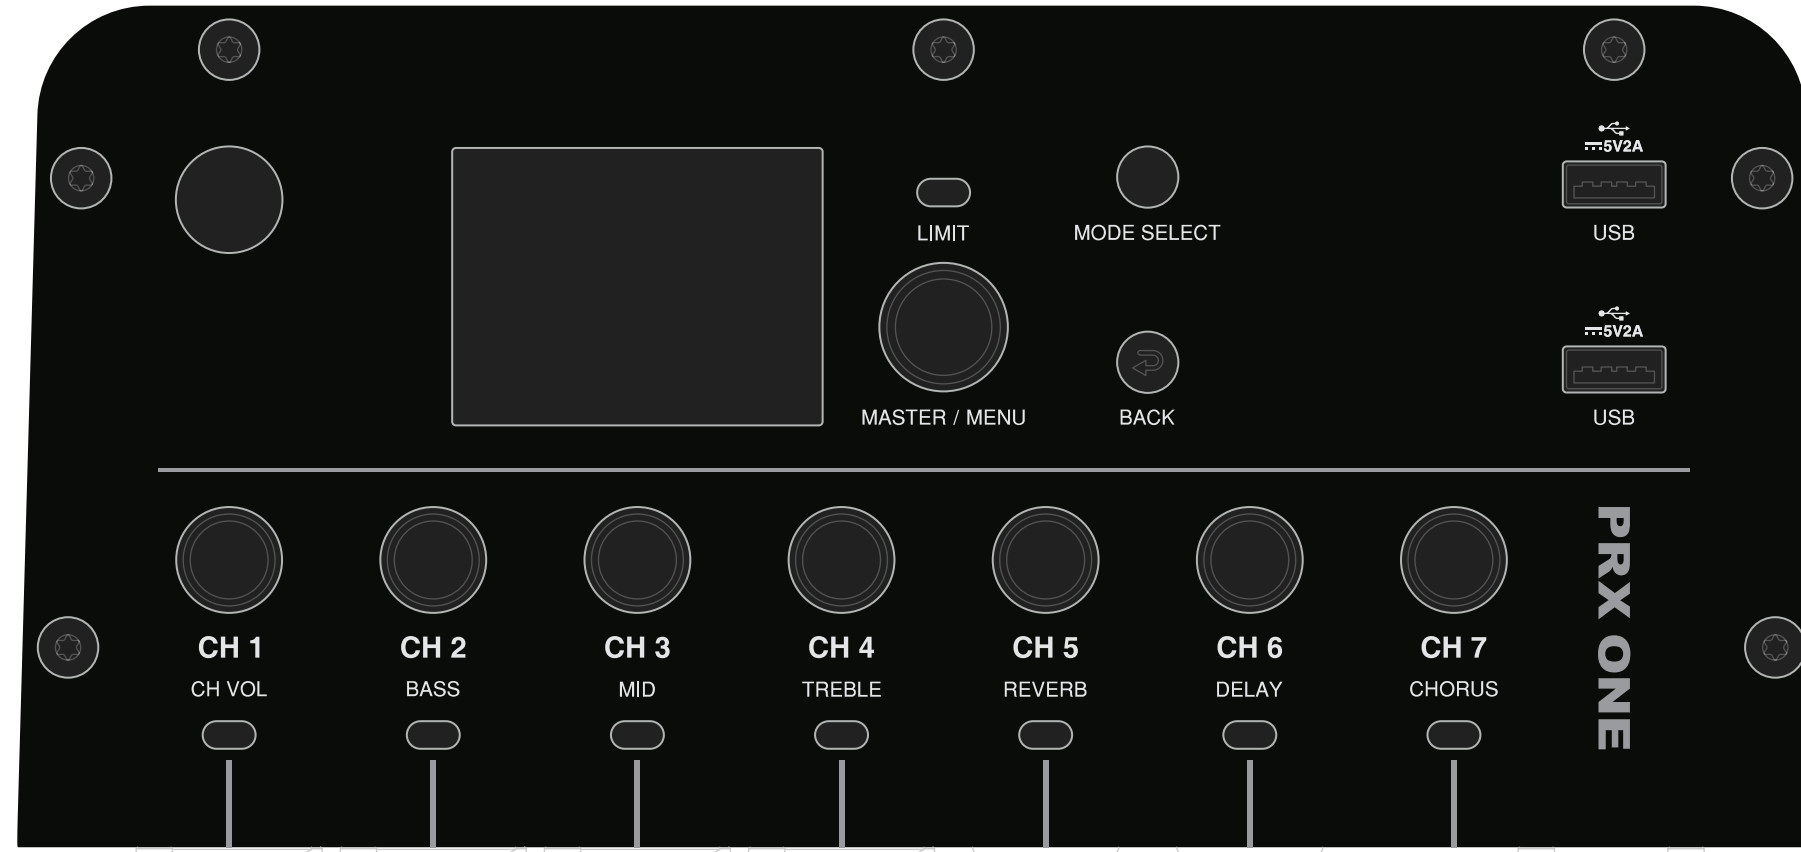 5V2A
LIMIT
MODE SELECT
USB
5V2A
MASTER / MENU
BACK
USB
CH 1
CH 2
CH 3
CH 4
CH 5
CH 6
CH 7
CH VOL
BASS
MID
TREBLE
REVERB
DELAY
CHORUS
PRX ONE